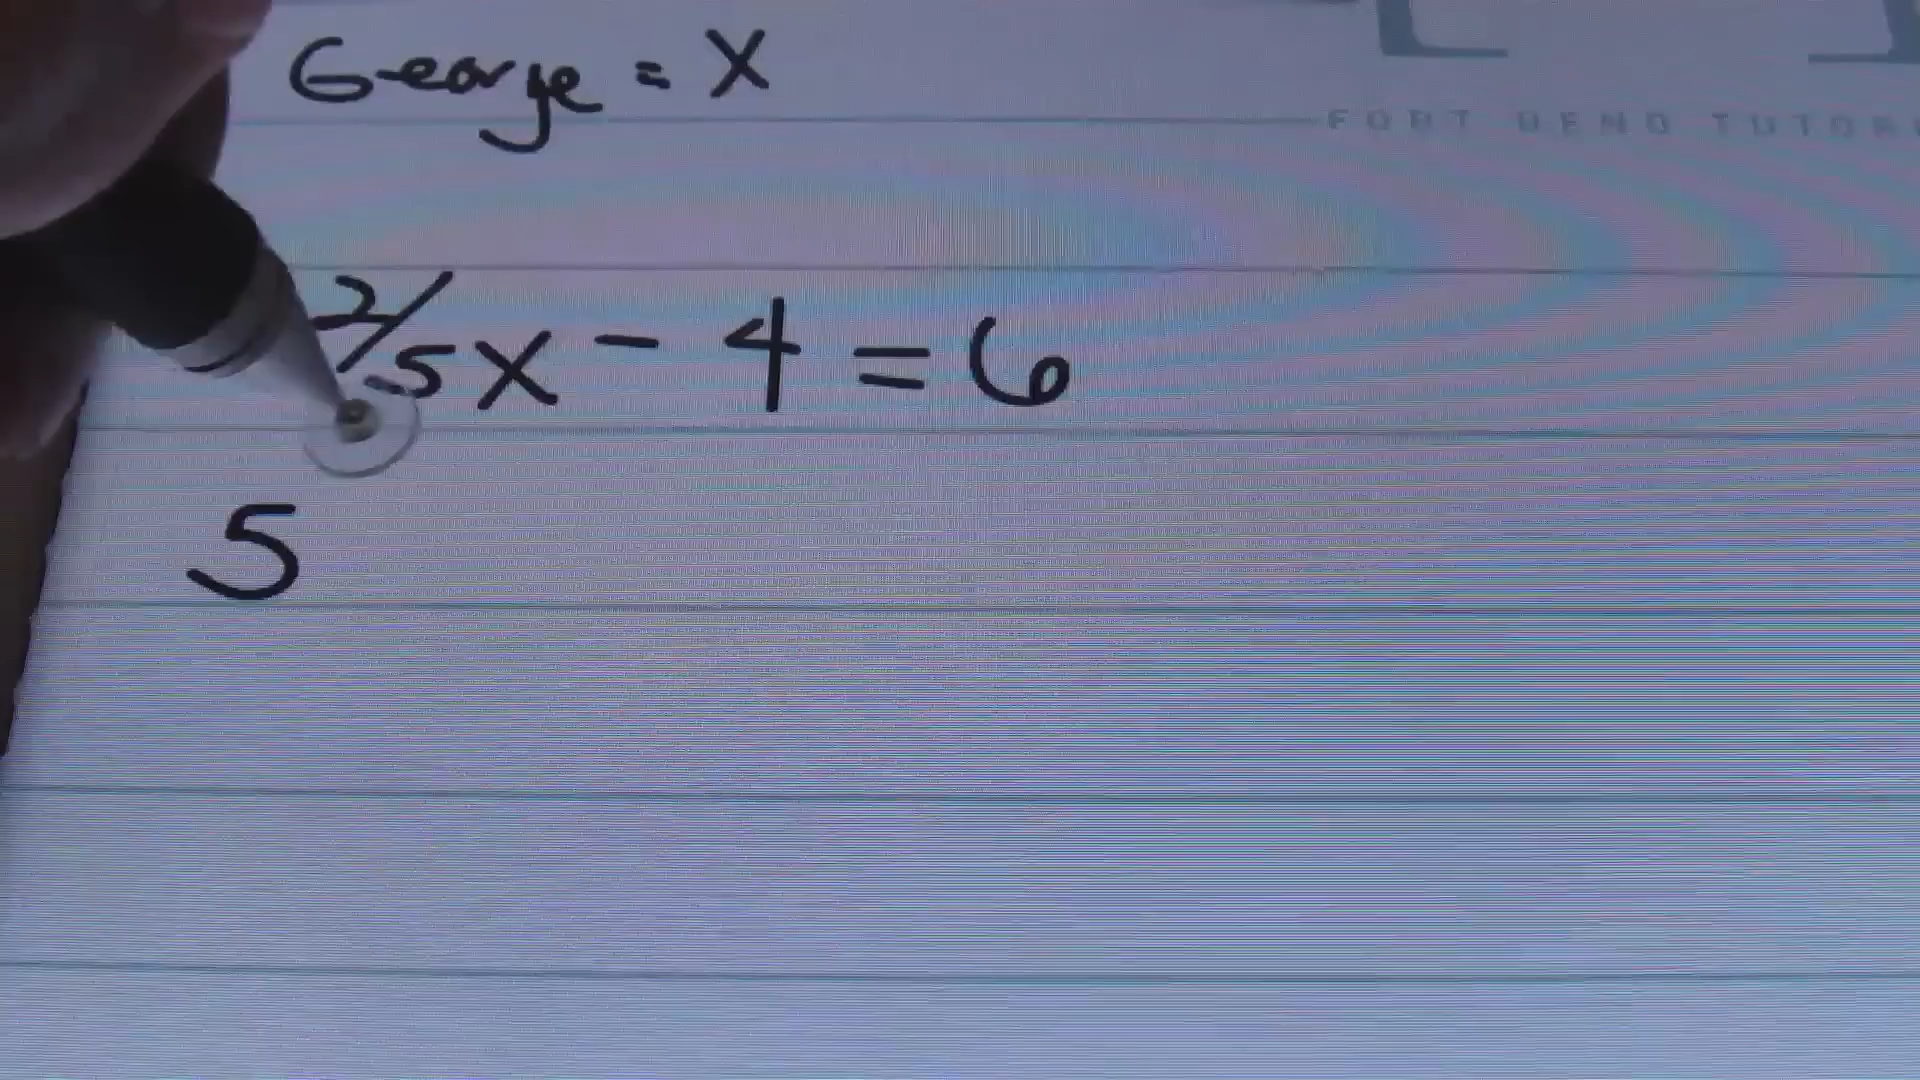 George = X
FORT BEND TUTOR
2/5x - 4 = 6
5